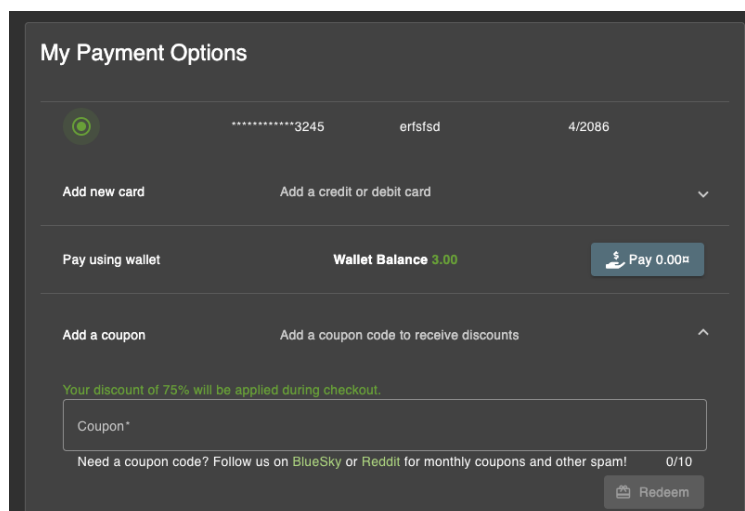 My Payment Options
************3245 erfsfsd 4/2086
Add new card Add a credit or debit card
Pay using wallet Wallet Balance 3.00 Pay 0.00¤
Add a coupon Add a coupon code to receive discounts
Your discount of 75% will be applied during checkout.
Coupon*
Need a coupon code? Follow us on BlueSky or Reddit for monthly coupons and other spam! 0/10
Redeem